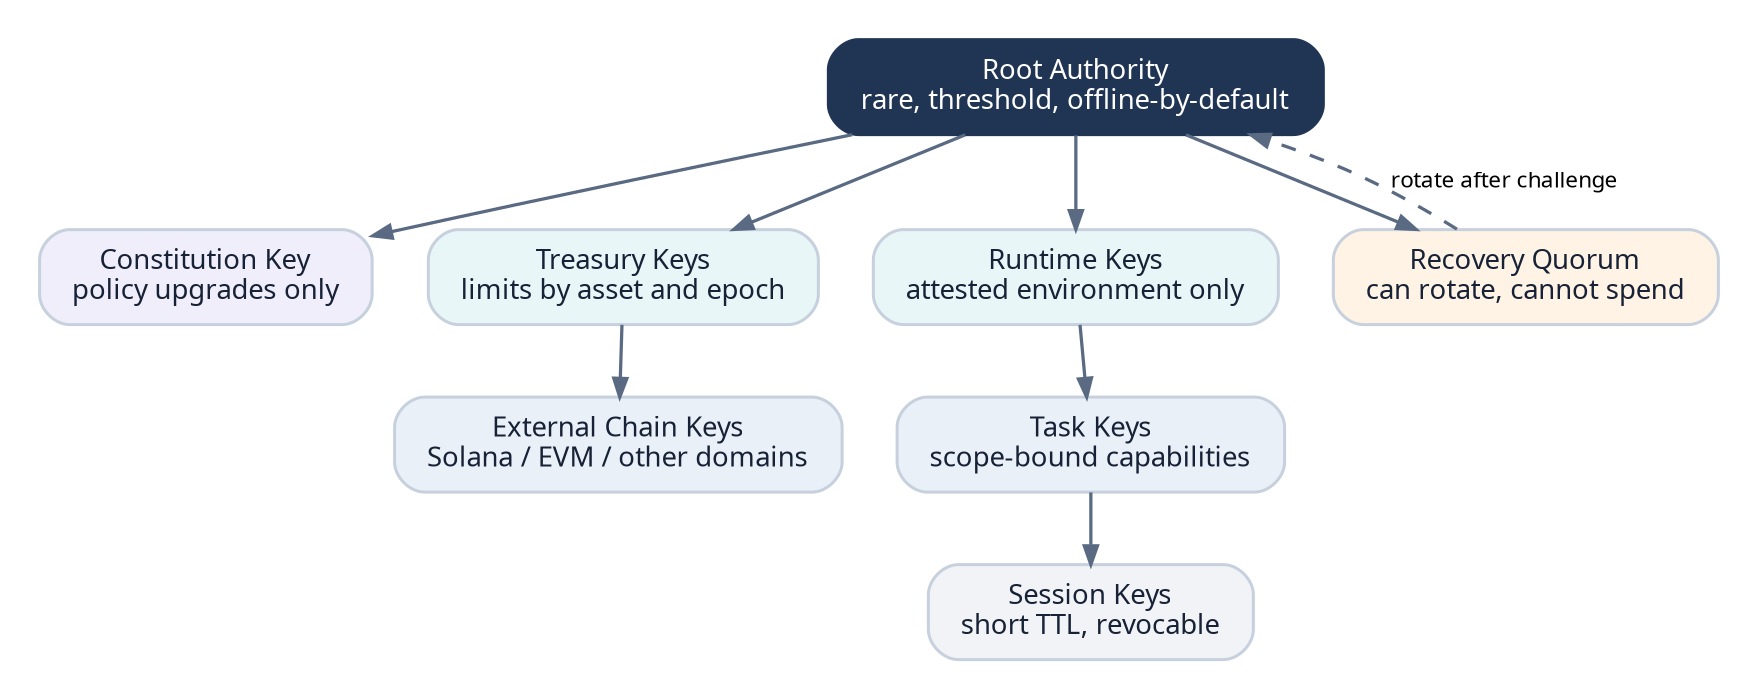 Root Authority
rare, threshold, offline-by-default
rotate after challenge
Constitution Key
policy upgrades only
Treasury Keys
limits by asset and epoch
Runtime Keys
attested environment only
Recovery Quorum
can rotate, cannot spend
External Chain Keys
Solana / EVM / other domains
Task Keys
scope-bound capabilities
Session Keys
short TTL, revocable